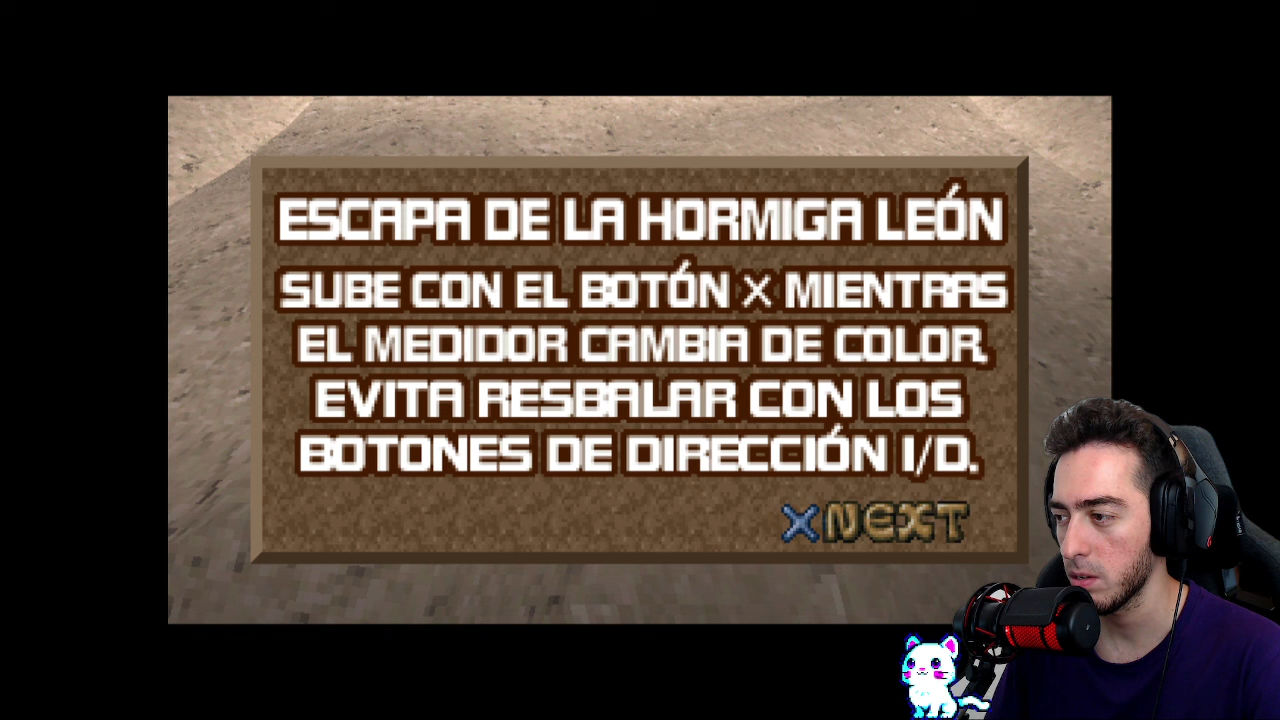 ESCAPA DE LA HORMIGA LEÓN
SUBE CON EL BOTÓN × MIENTRAS
EL MEDIDOR CAMBIA DE COLOR.
EVITA RESBALAR CON LOS
BOTONES DE DIRECCIÓN I/D.
×NEXT